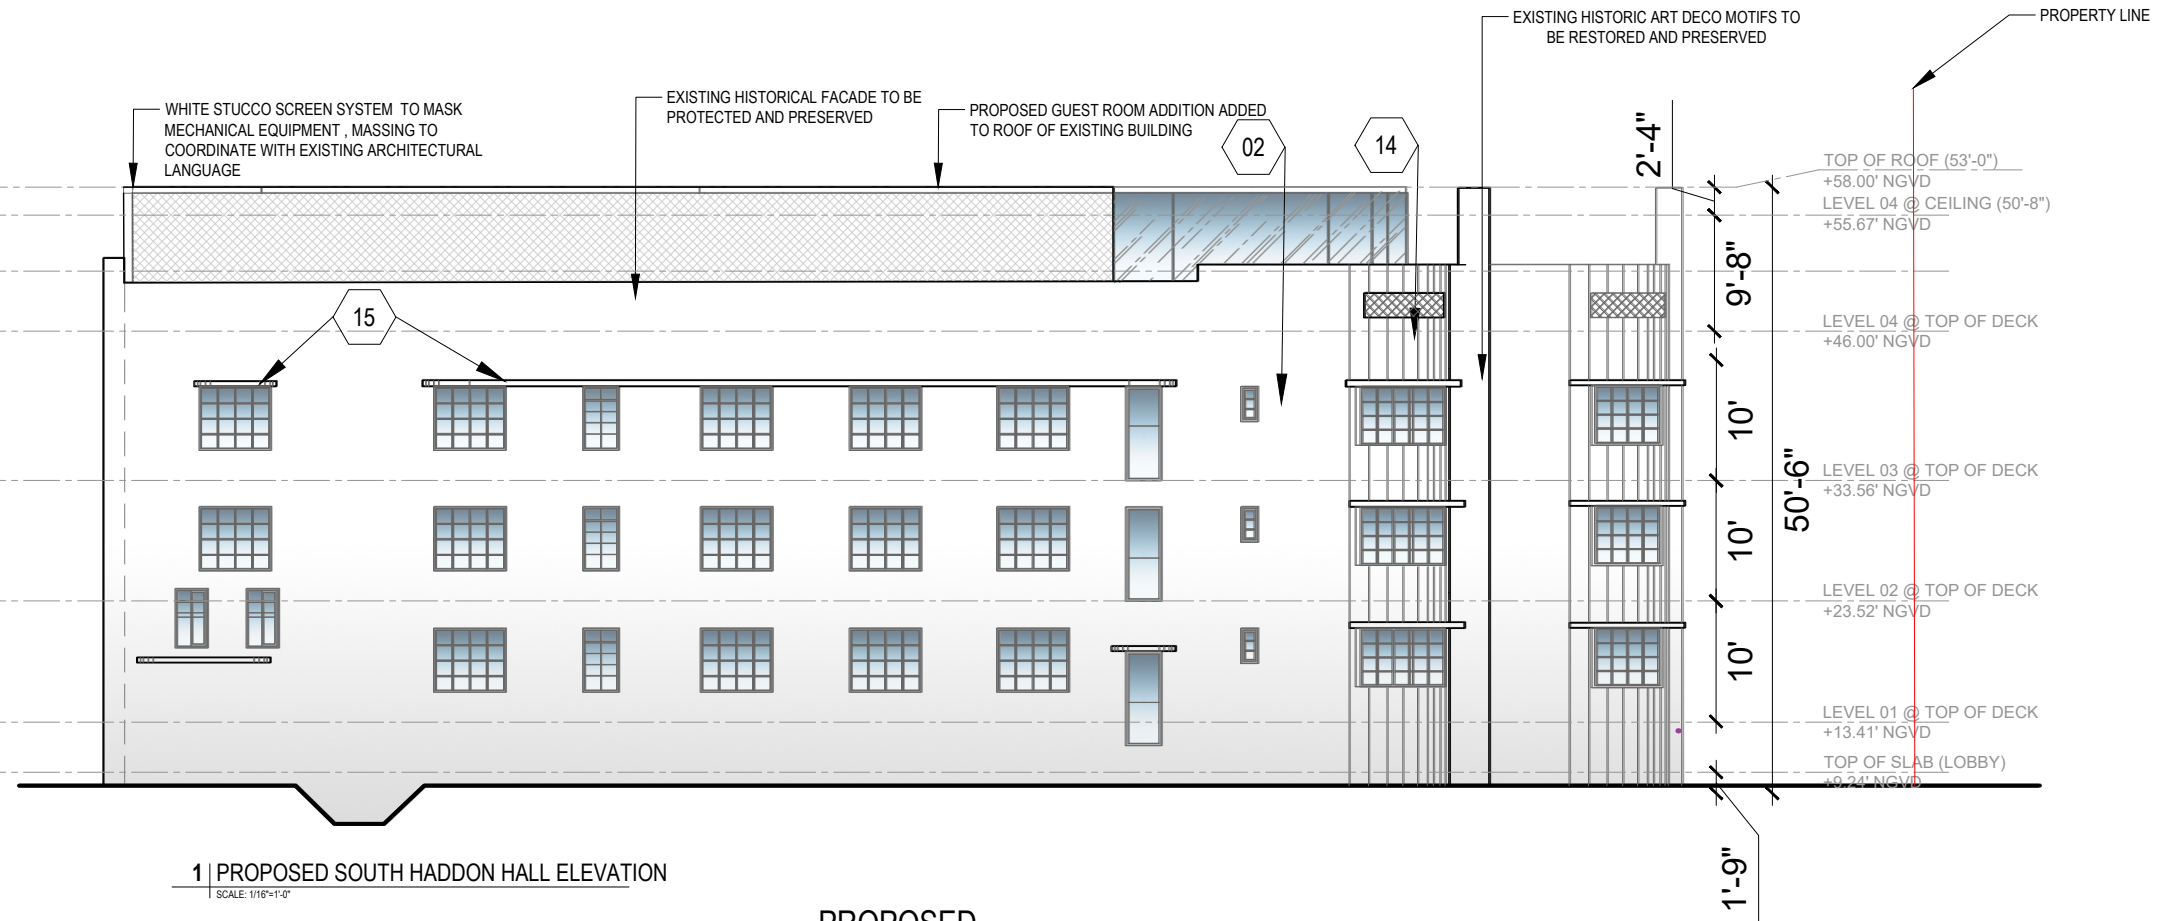 EXISTING HISTORIC ART DECO MOTIFS TO
BE RESTORED AND PRESERVED
PROPERTY LINE
WHITE STUCCO SCREEN SYSTEM TO MASK
MECHANICAL EQUIPMENT , MASSING TO
COORDINATE WITH EXISTING ARCHITECTURAL
LANGUAGE
EXISTING HISTORICAL FACADE TO BE
PROTECTED AND PRESERVED
PROPOSED GUEST ROOM ADDITION ADDED
TO ROOF OF EXISTING BUILDING
02
14
15
2'-4"
9'-8"
10'
10'
10'
50'-6"
1'-9"
TOP OF ROOF (53'-0")
+58.00' NGVD
LEVEL 04 @ CEILING (50'-8")
+55.67' NGVD
LEVEL 04 @ TOP OF DECK
+46.00' NGVD
LEVEL 03 @ TOP OF DECK
+33.56' NGVD
LEVEL 02 @ TOP OF DECK
+23.52' NGVD
LEVEL 01 @ TOP OF DECK
+13.41' NGVD
TOP OF SLAB (LOBBY)
+9.24' NGVD
1 PROPOSED SOUTH HADDON HALL ELEVATION
SCALE: 1/16"=1'-0"
PROPOSED